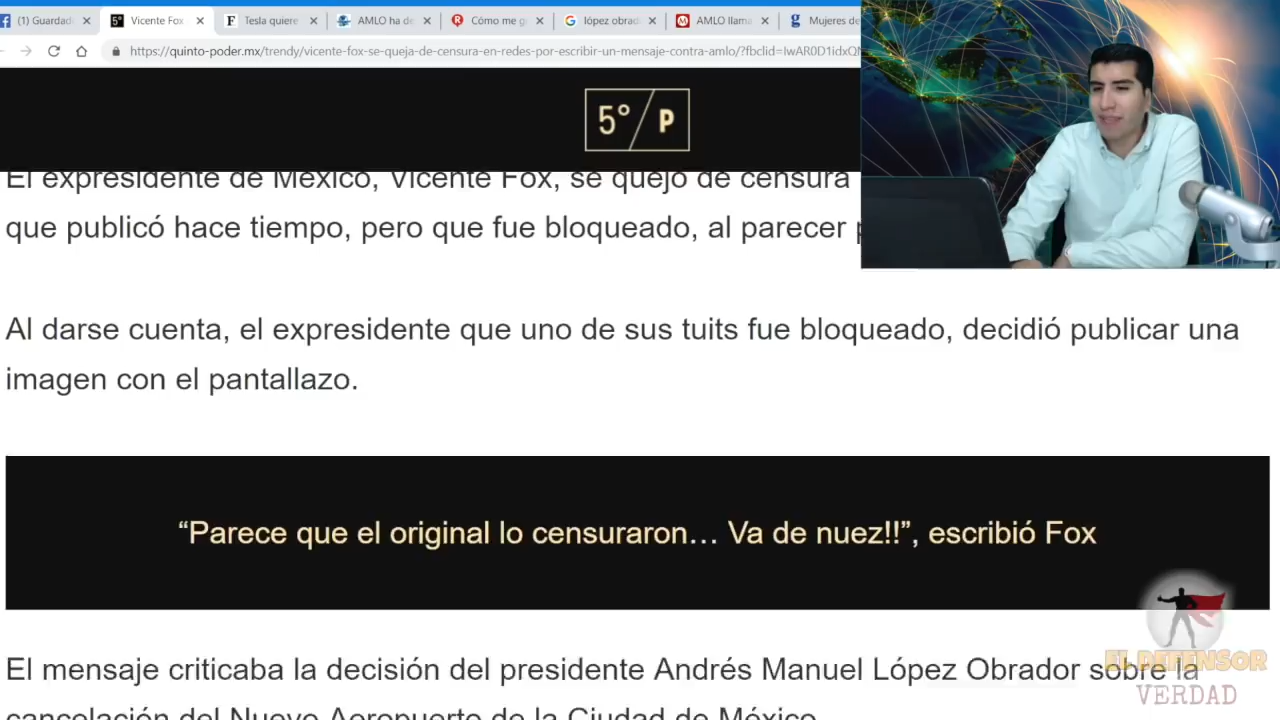 (1) Guardad
Vicente Fox
Tesla quiere
AMLO ha de
Cómo me g
lópez obrad
AMLO llama
Mujeres de
https://quinto-poder.mx/trendy/vicente-fox-se-queja-de-censura-en-redes-por-escribir-un-mensaje-contra-amlo/?fbclid=IwAR0D1idxQN
5°/P
El expresidente de México, Vicente Fox, se quejó de censura
que publicó hace tiempo, pero que fue bloqueado, al parecer
Al darse cuenta, el expresidente que uno de sus tuits fue bloqueado, decidió publicar una
imagen con el pantallazo.
“Parece que el original lo censuraron… Va de nuez!!”, escribió Fox
El mensaje criticaba la decisión del presidente Andrés Manuel López Obrador sobre la
cancelación del Nuevo Aeropuerto de la Ciudad de México.
EL DEFENSOR
VERDAD